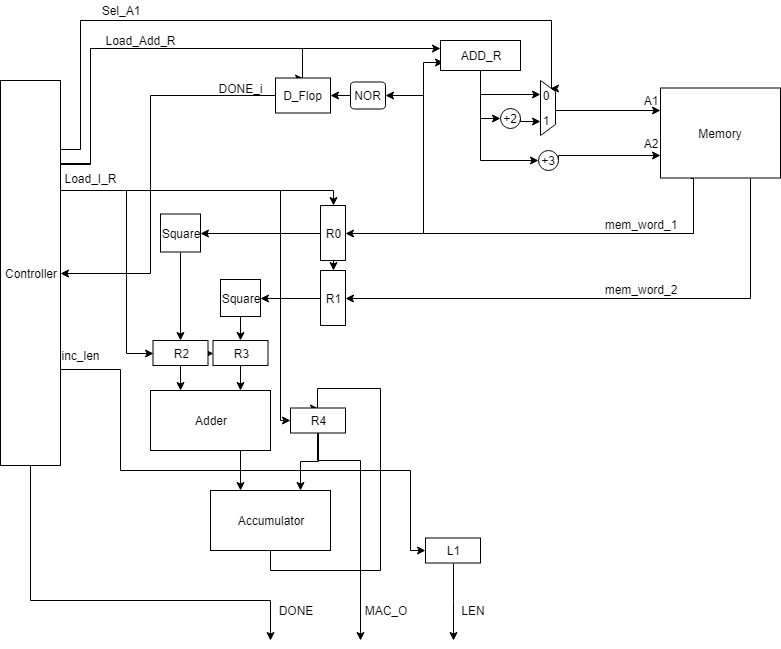 Sel_A1
Load_Add_R
ADD_R
DONE_i
D_Flop
NOR
0
+2
1
A1
Memory
A2
+3
Load_I_R
Square
R0
mem_word_1
Controller
Square
R1
mem_word_2
inc_len
R2
R3
Adder
R4
Accumulator
L1
DONE
MAC_O
LEN